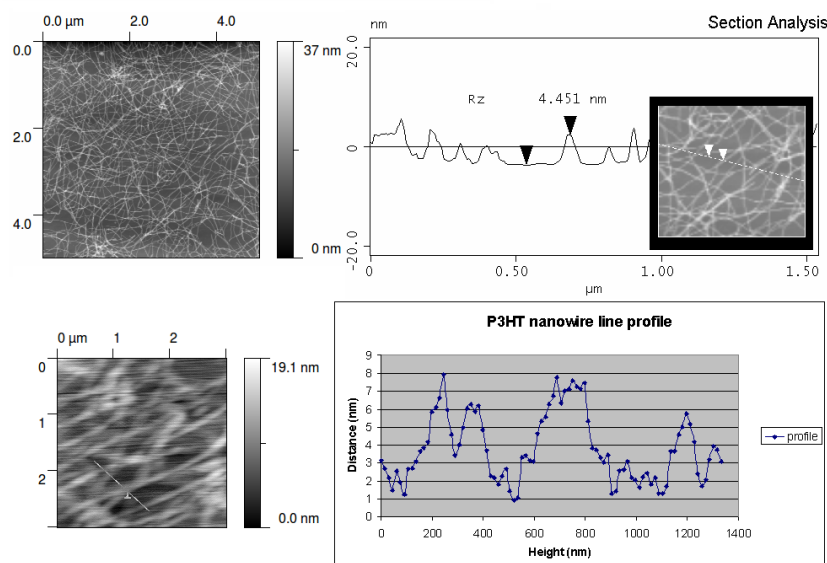 0.0 µm 2.0 4.0
0.0
2.0
4.0
37 nm
0 nm
nm
Section Analysis
20.0
0
-20.0
Rz 4.451 nm
0 0.50 1.00 1.50
µm
0 µm 1 2
0
1
2
19.1 nm
0.0 nm
P3HT nanowire line profile
Distance (nm)
9
8
7
6
5
4
3
2
1
0
0 200 400 600 800 1000 1200 1400
Height (nm)
profile